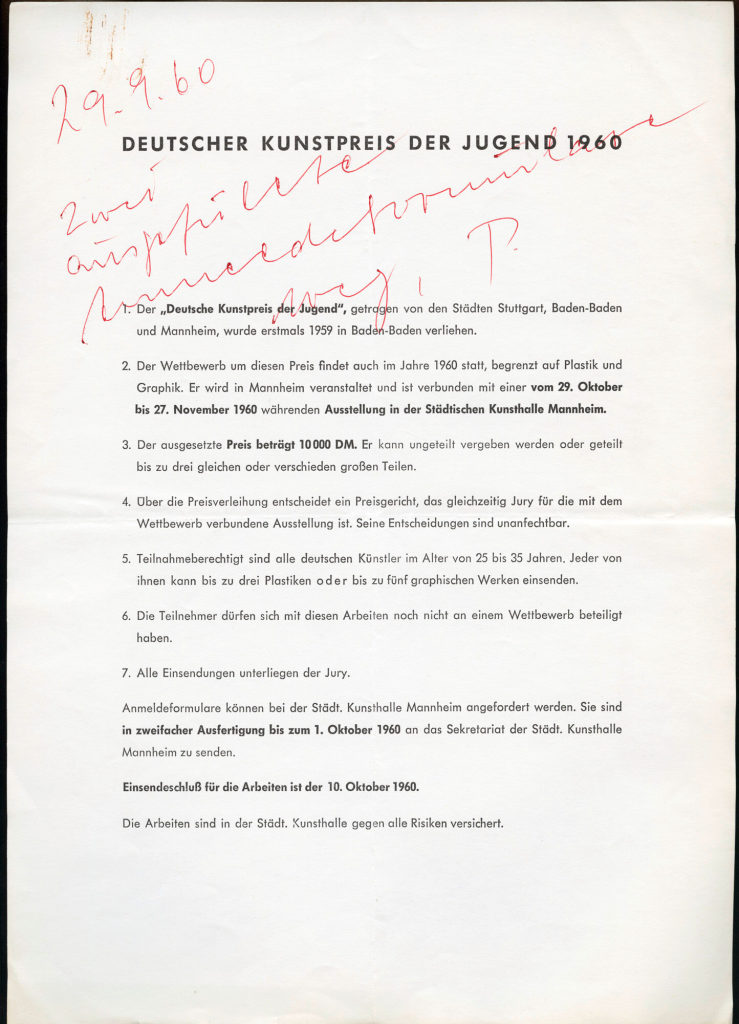 29.9.60
DEUTSCHER KUNSTPREIS DER JUGEND 1960
zwei
ausgefüllte
Anmeldeformulare
weg. P.
1. Der „Deutsche Kunstpreis der Jugend", getragen von den Städten Stuttgart, Baden-Baden
und Mannheim, wurde erstmals 1959 in Baden-Baden verliehen.
2. Der Wettbewerb um diesen Preis findet auch im Jahre 1960 statt, begrenzt auf Plastik und
Graphik. Er wird in Mannheim veranstaltet und ist verbunden mit einer vom 29. Oktober
bis 27. November 1960 währenden Ausstellung in der Städtischen Kunsthalle Mannheim.
3. Der ausgesetzte Preis beträgt 10000 DM. Er kann ungeteilt vergeben werden oder geteilt
bis zu drei gleichen oder verschieden großen Teilen.
4. Über die Preisverleihung entscheidet ein Preisgericht, das gleichzeitig Jury für die mit dem
Wettbewerb verbundene Ausstellung ist. Seine Entscheidungen sind unanfechtbar.
5. Teilnahmeberechtigt sind alle deutschen Künstler im Alter von 25 bis 35 Jahren. Jeder von
ihnen kann bis zu drei Plastiken oder bis zu fünf graphischen Werken einsenden.
6. Die Teilnehmer dürfen sich mit diesen Arbeiten noch nicht an einem Wettbewerb beteiligt
haben.
7. Alle Einsendungen unterliegen der Jury.
Anmeldeformulare können bei der Städt. Kunsthalle Mannheim angefordert werden. Sie sind
in zweifacher Ausfertigung bis zum 1. Oktober 1960 an das Sekretariat der Städt. Kunsthalle
Mannheim zu senden.
Einsendeschluß für die Arbeiten ist der 10. Oktober 1960.
Die Arbeiten sind in der Städt. Kunsthalle gegen alle Risiken versichert.